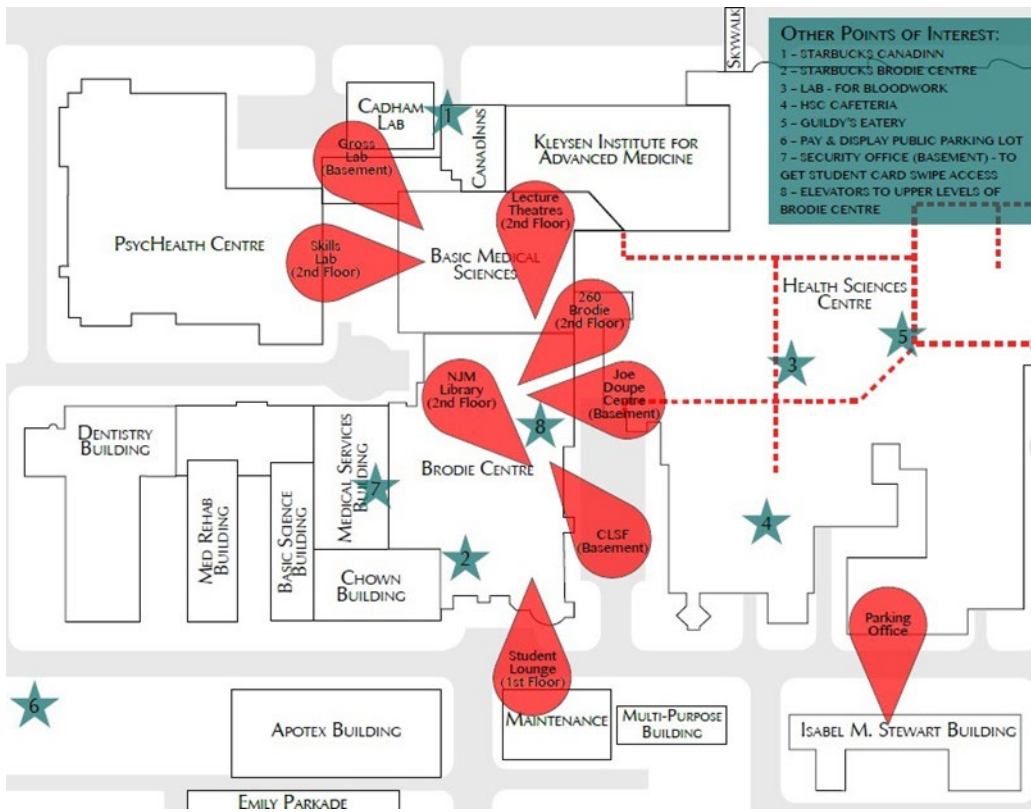 SKYWALK
OTHER POINTS OF INTEREST:
1 – STARBUCKS CANADINN
2 – STARBUCKS BRODIE CENTRE
3 – LAB - FOR BLOODWORK
4 – HSC CAFETERIA
5 – GUILDY'S EATERY
6 – PAY & DISPLAY PUBLIC PARKING LOT
7 – SECURITY OFFICE (BASEMENT) - TO
GET STUDENT CARD SWIPE ACCESS
8 – ELEVATORS TO UPPER LEVELS OF
BRODIE CENTRE
CADHAM
LAB
1
CANADINNS
KLEYSEN INSTITUTE FOR
ADVANCED MEDICINE
Gross
Lab
(Basement)
Lecture
Theatres
(2nd Floor)
PSYCHEALTH CENTRE
Skills
Lab
(2nd Floor)
BASIC MEDICAL
SCIENCES
HEALTH SCIENCES
CENTRE
260
Brodie
(2nd Floor)
5
3
NJM
Library
(2nd Floor)
Joe
Doupe
Centre
(Basement)
8
DENTISTRY
BUILDING
MED REHAB
BUILDING
BASIC SCIENCE
BUILDING
MEDICAL SERVICES
BUILDING
7
BRODIE CENTRE
4
CLSF
(Basement)
2
CHOWN
BUILDING
Parking
Office
Student
Lounge
(1st Floor)
6
APOTEX BUILDING
MAINTENANCE
MULTI-PURPOSE
BUILDING
ISABEL M. STEWART BUILDING
EMILY PARKADE